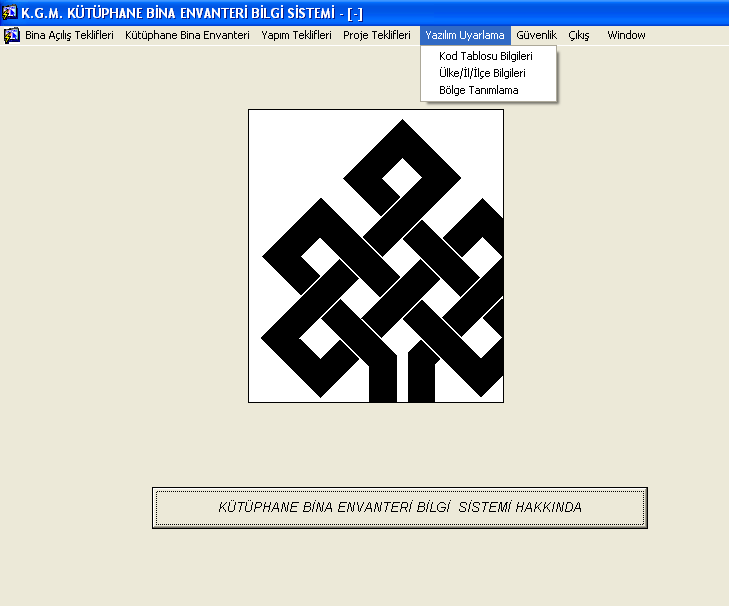 K.G.M. KÜTÜPHANE BİNA ENVANTERİ BİLGİ SİSTEMİ - [-]
Bina Açılış Teklifleri Kütüphane Bina Envanteri Yapım Teklifleri Proje Teklifleri Yazılım Uyarlama Güvenlik Çıkış Window
Kod Tablosu Bilgileri
Ülke/İl/İlçe Bilgileri
Bölge Tanımlama
KÜTÜPHANE BİNA ENVANTERİ BİLGİ SİSTEMİ HAKKINDA